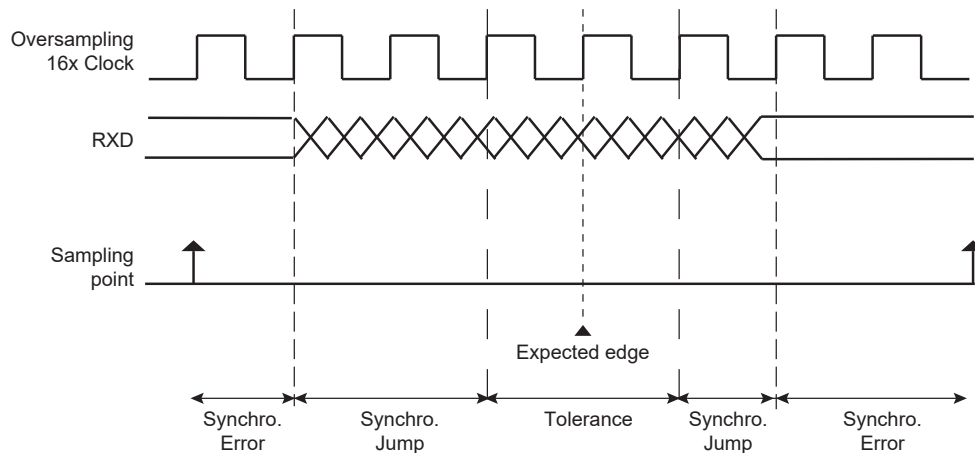 Oversampling
16x Clock
RXD
Sampling
point
Expected edge
Synchro.
Error
Synchro.
Jump
Tolerance
Synchro.
Jump
Synchro.
Error